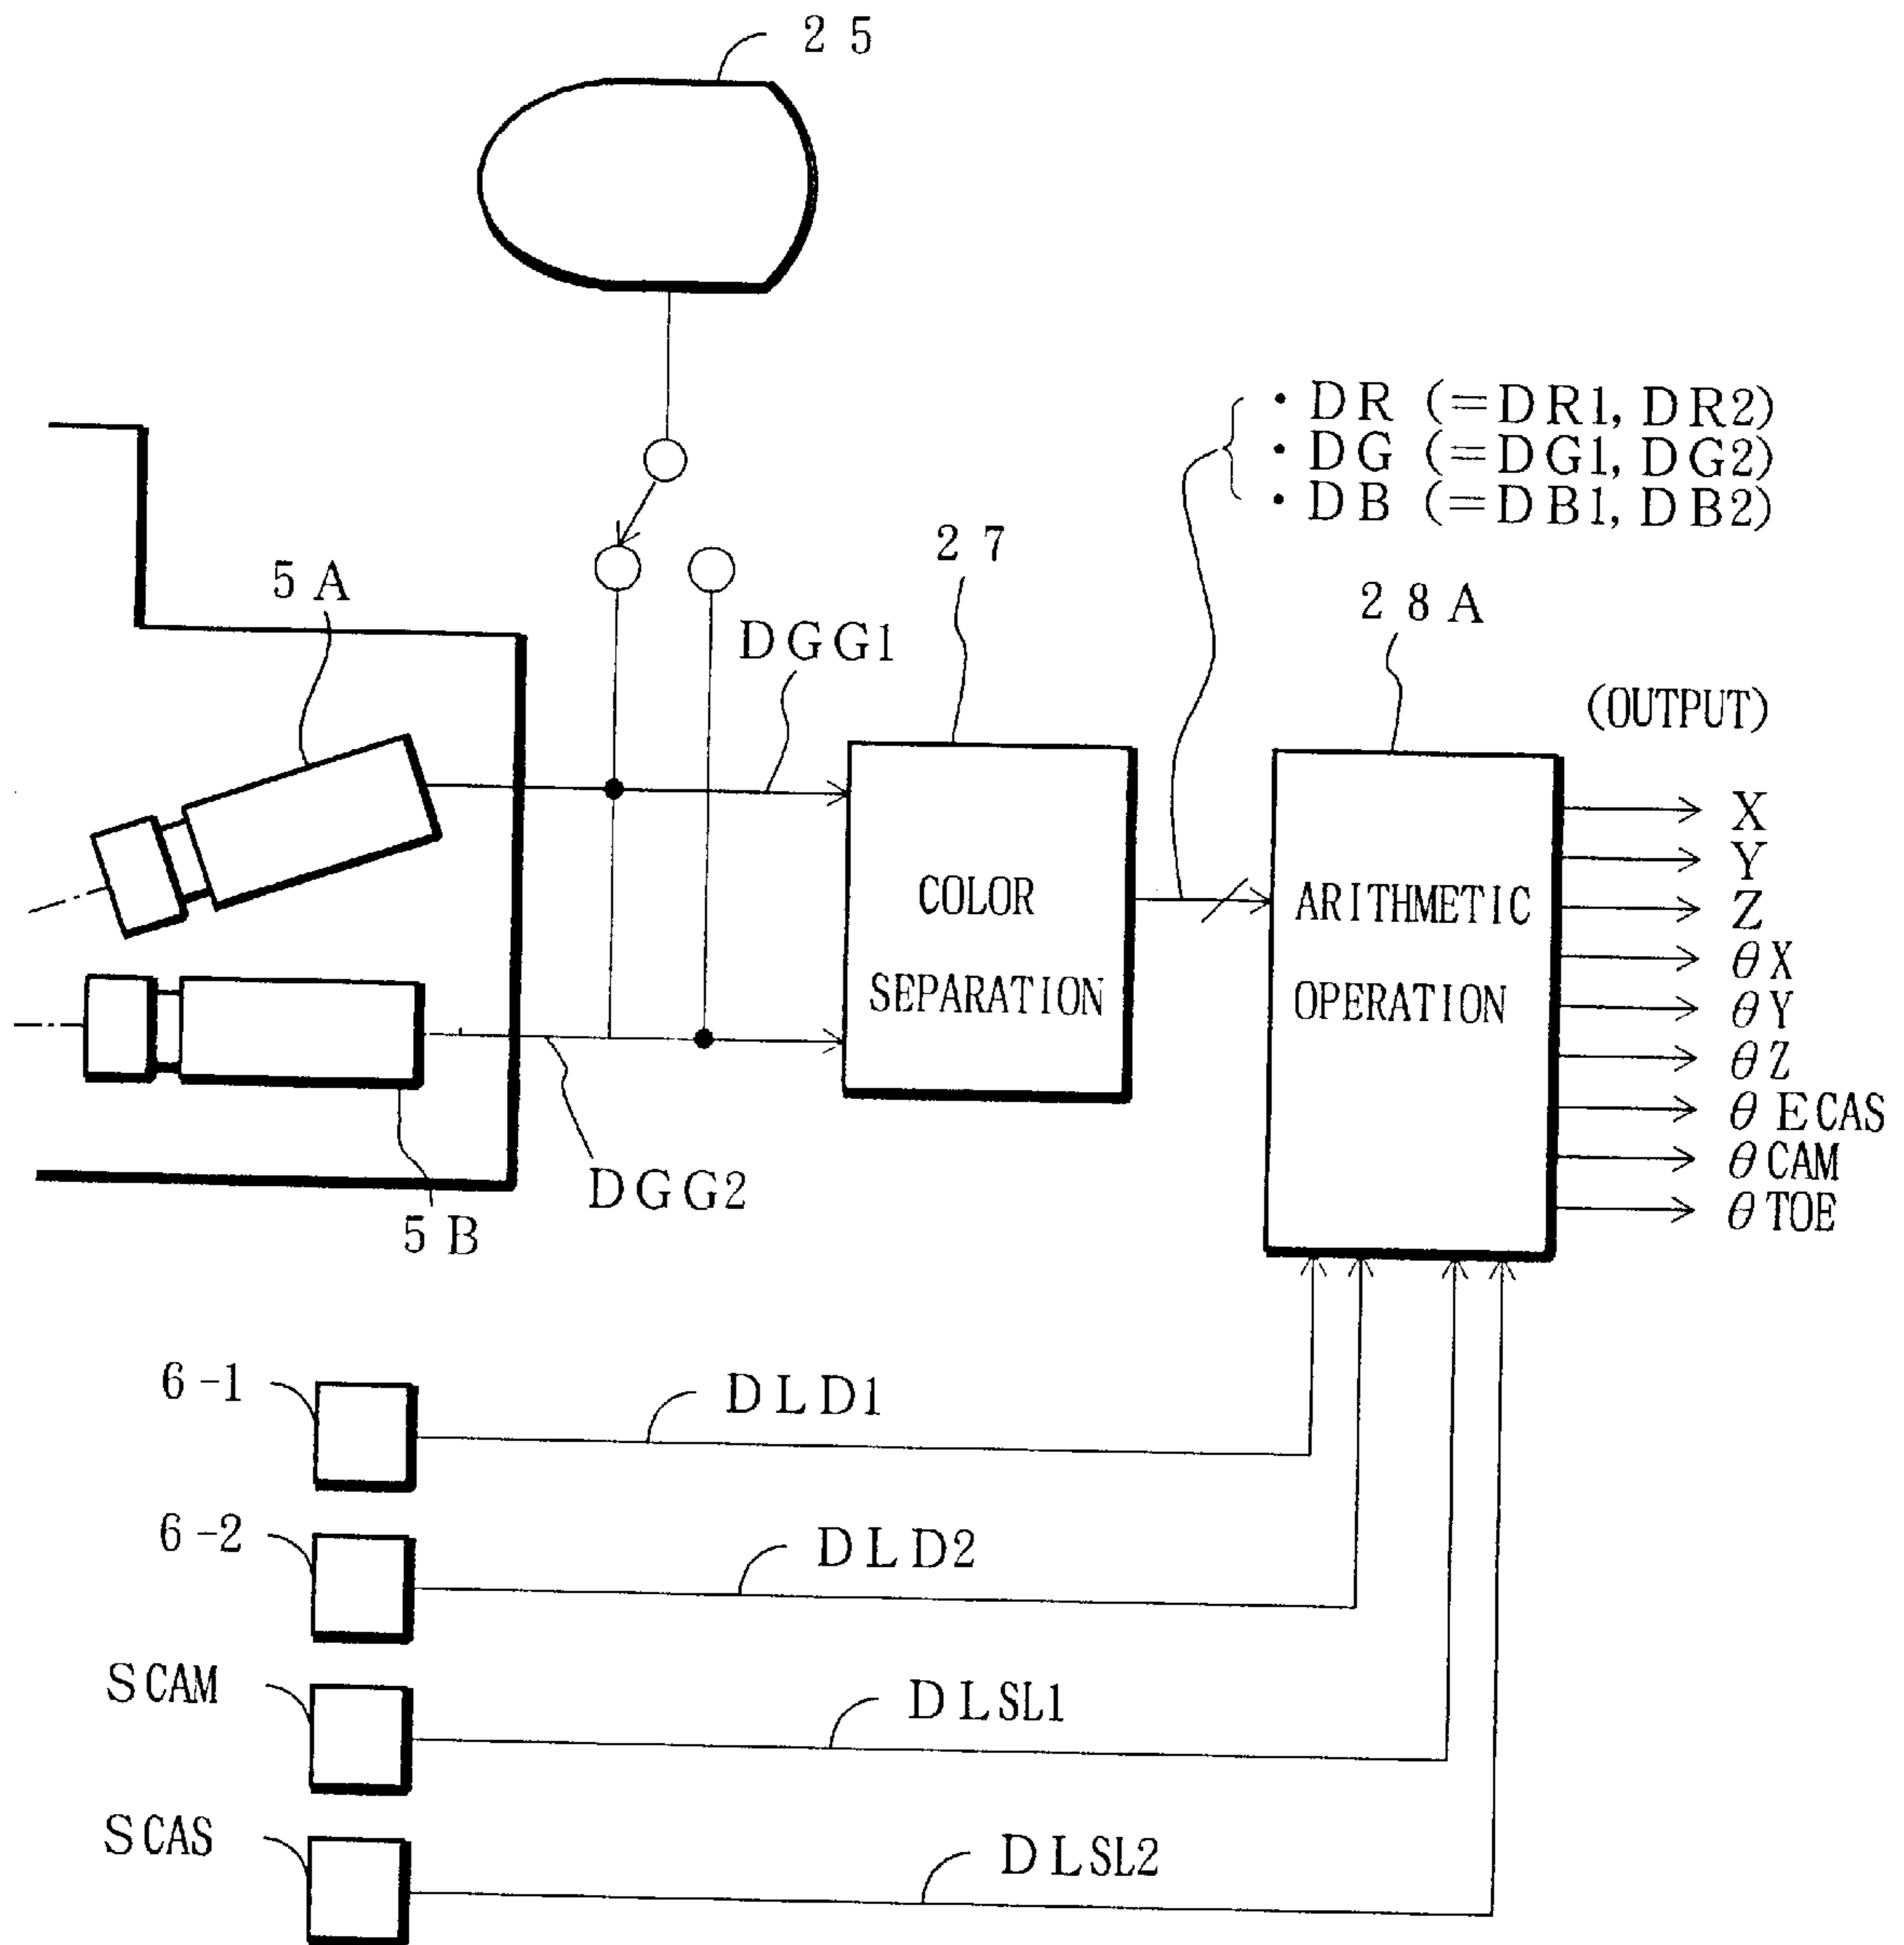 25
• DR (=DR1, DR2)
• DG (=DG1, DG2)
• DB (=DB1, DB2)
27
5A
28A
DGG1
(OUTPUT)
X
Y
Z
θX
θY
θZ
θECAS
θCAM
θTOE
COLOR
SEPARATION
ARITHMETIC
OPERATION
DGG2
5B
6-1
DLD1
6-2
DLD2
SCAM
DLSL1
SCAS
DLSL2